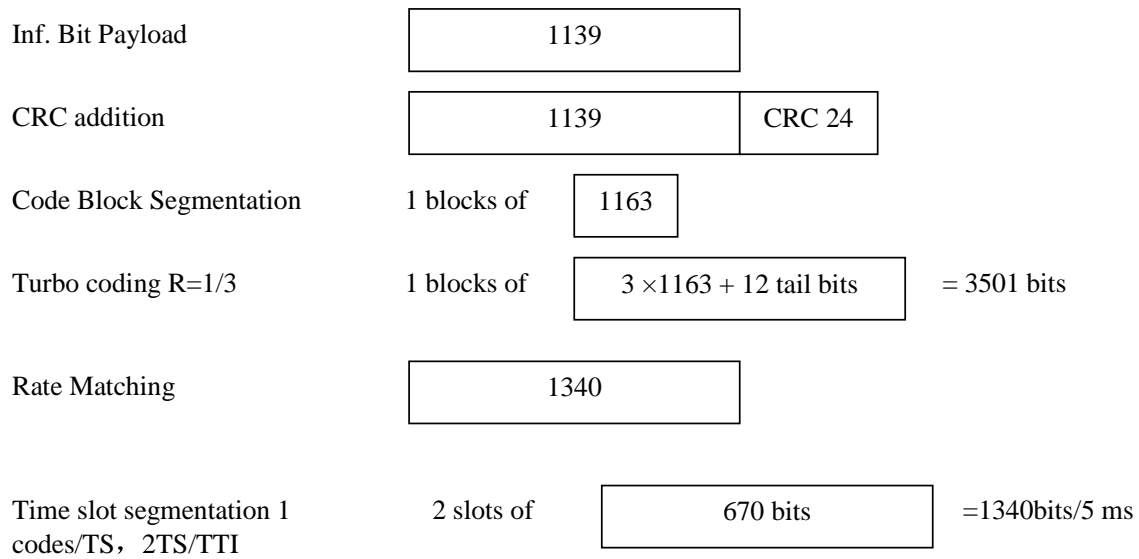 Inf. Bit Payload 1139
CRC addition 1139 CRC 24
Code Block Segmentation 1 blocks of 1163
Turbo coding R=1/3 1 blocks of 3 ×1163 + 12 tail bits = 3501 bits
Rate Matching 1340
Time slot segmentation 1 2 slots of 670 bits =1340bits/5 ms
codes/TS，2TS/TTI